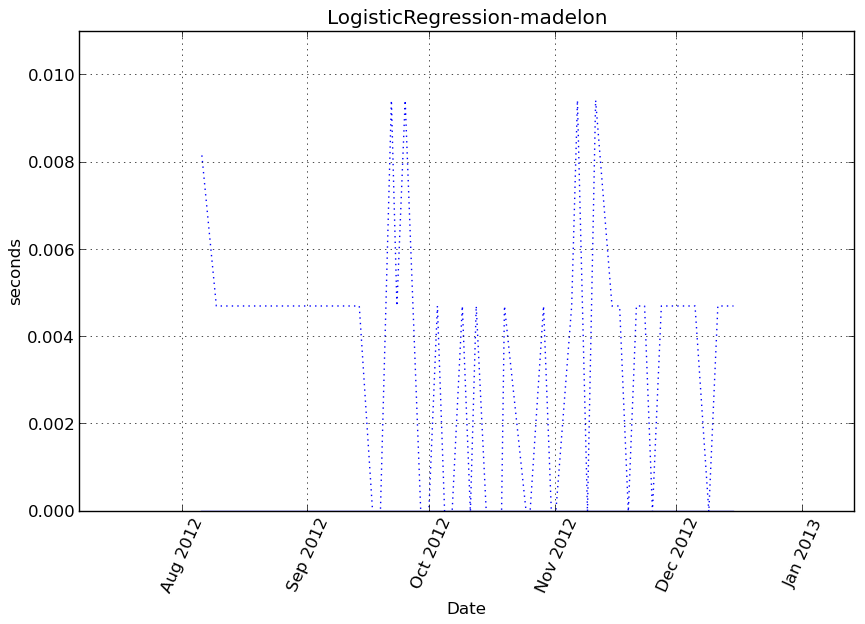 LogisticRegression-madelon
0.010
0.008
0.006
0.004
0.002
0.000
seconds
Aug 2012
Sep 2012
Oct 2012
Nov 2012
Dec 2012
Jan 2013
Date